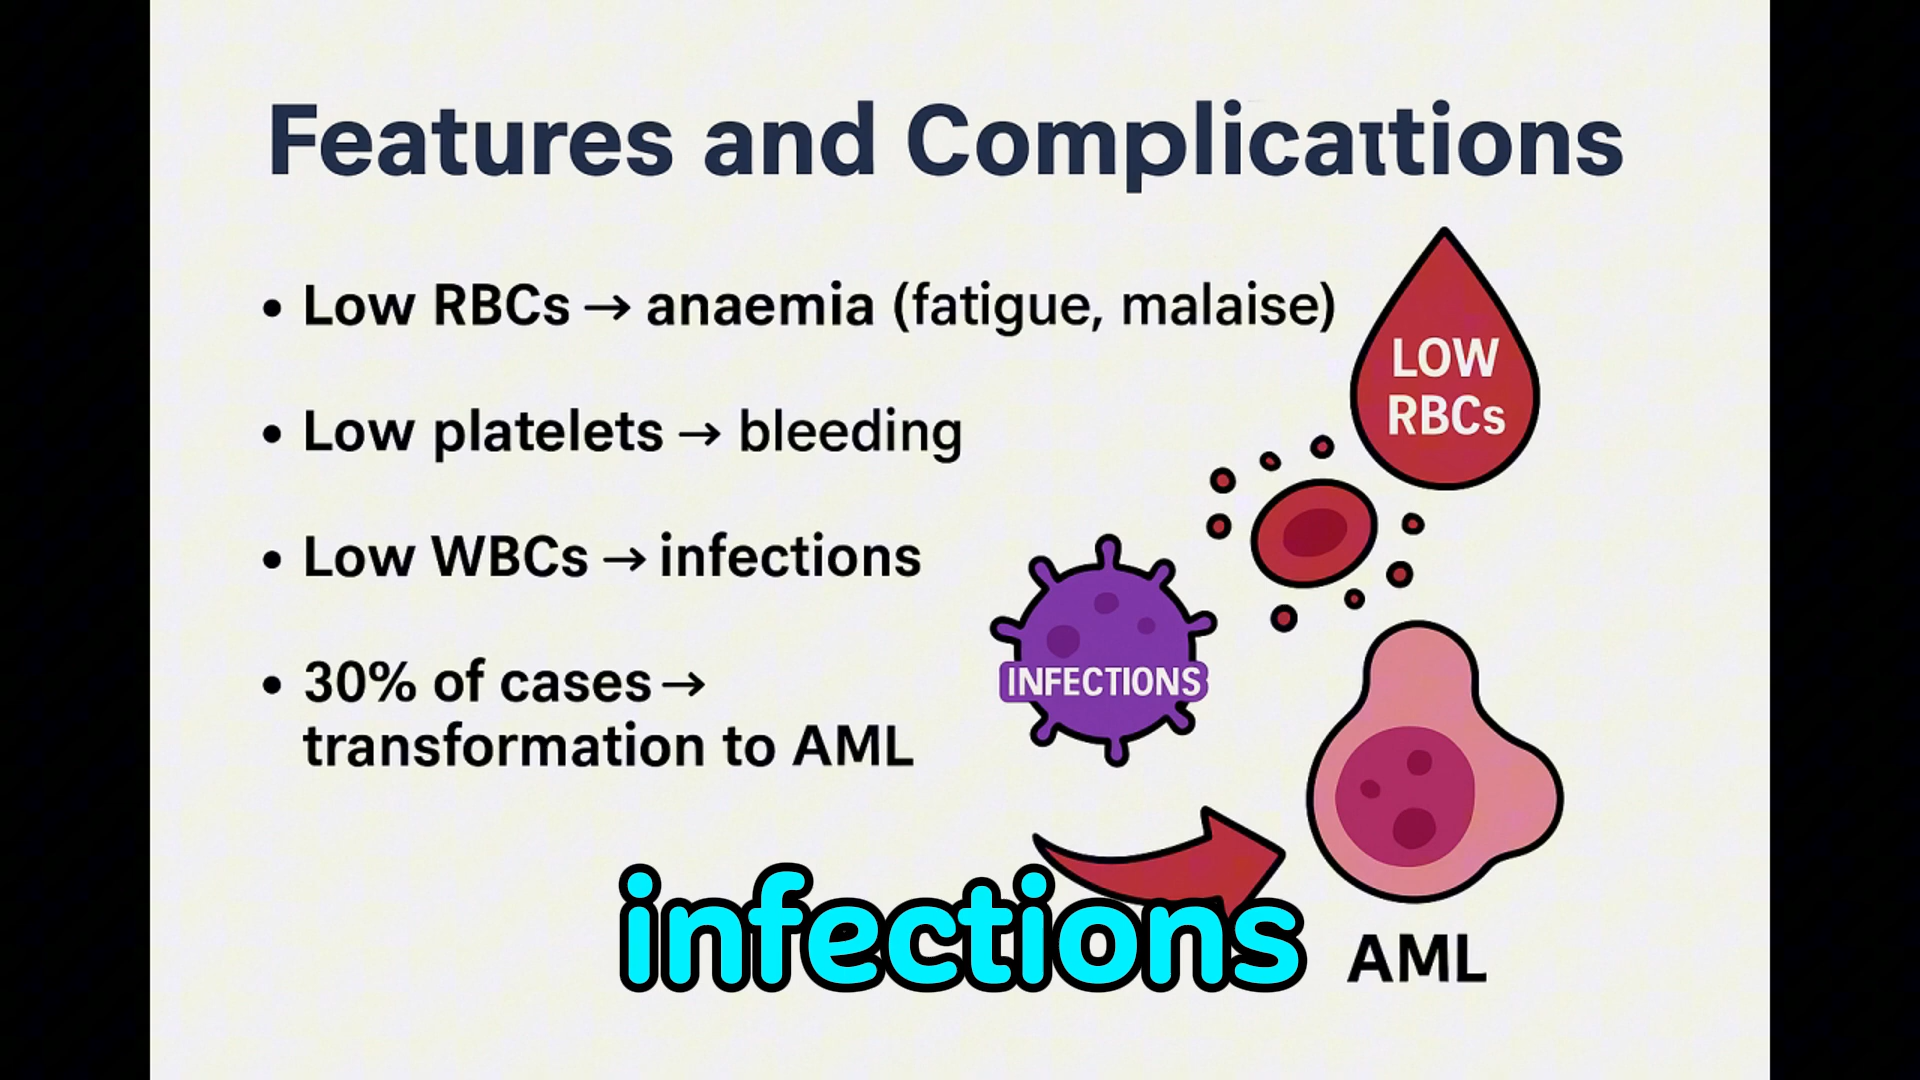 Features and Complicaıtions
• Low RBCs → anaemia (fatigue, malaise)
• Low platelets → bleeding
• Low WBCs → infections
• 30% of cases →
transformation to AML
LOW
RBCs
INFECTIONS
infections
AML